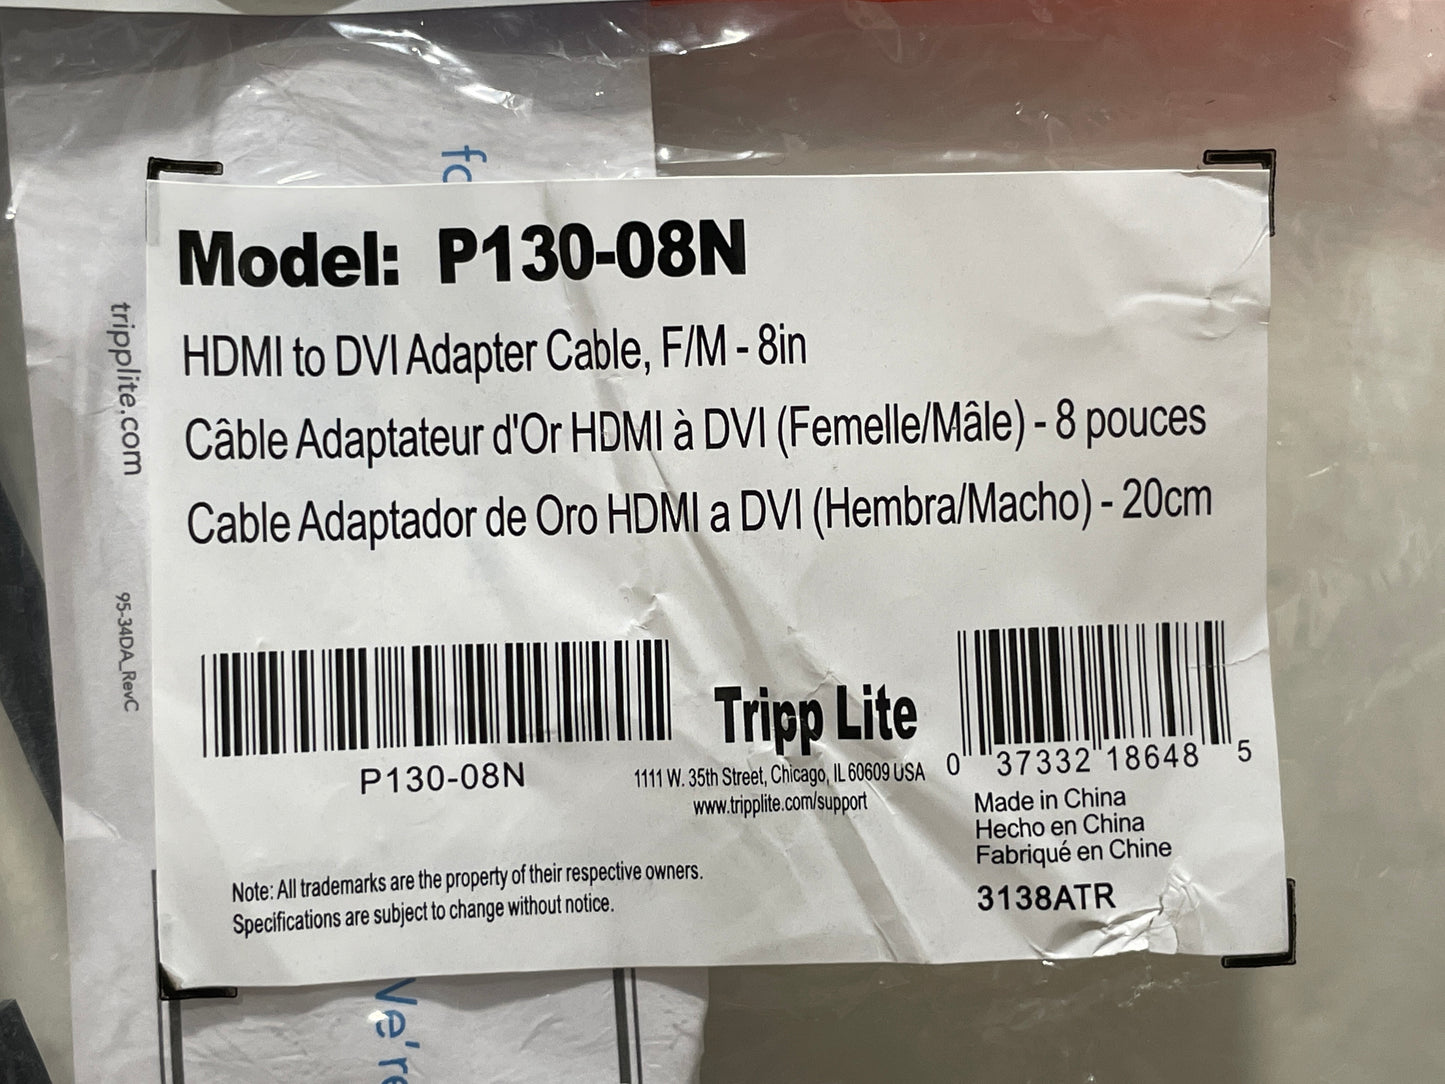 fo
Model: P130-08N
HDMI to DVI Adapter Cable, F/M - 8in
Câble Adaptateur d'Or HDMI à DVI (Femelle/Mâle) - 8 pouces
Cable Adaptador de Oro HDMI a DVI (Hembra/Macho) - 20cm
tripplite.com
95-34DA_RevC
P130-08N
Tripp Lite
1111 W. 35th Street, Chicago, IL 60609 USA
www.tripplite.com/support
0 37332 18648 5
Made in China
Hecho en China
Fabriqué en Chine
3138ATR
Note: All trademarks are the property of their respective owners.
Specifications are subject to change without notice.
We're